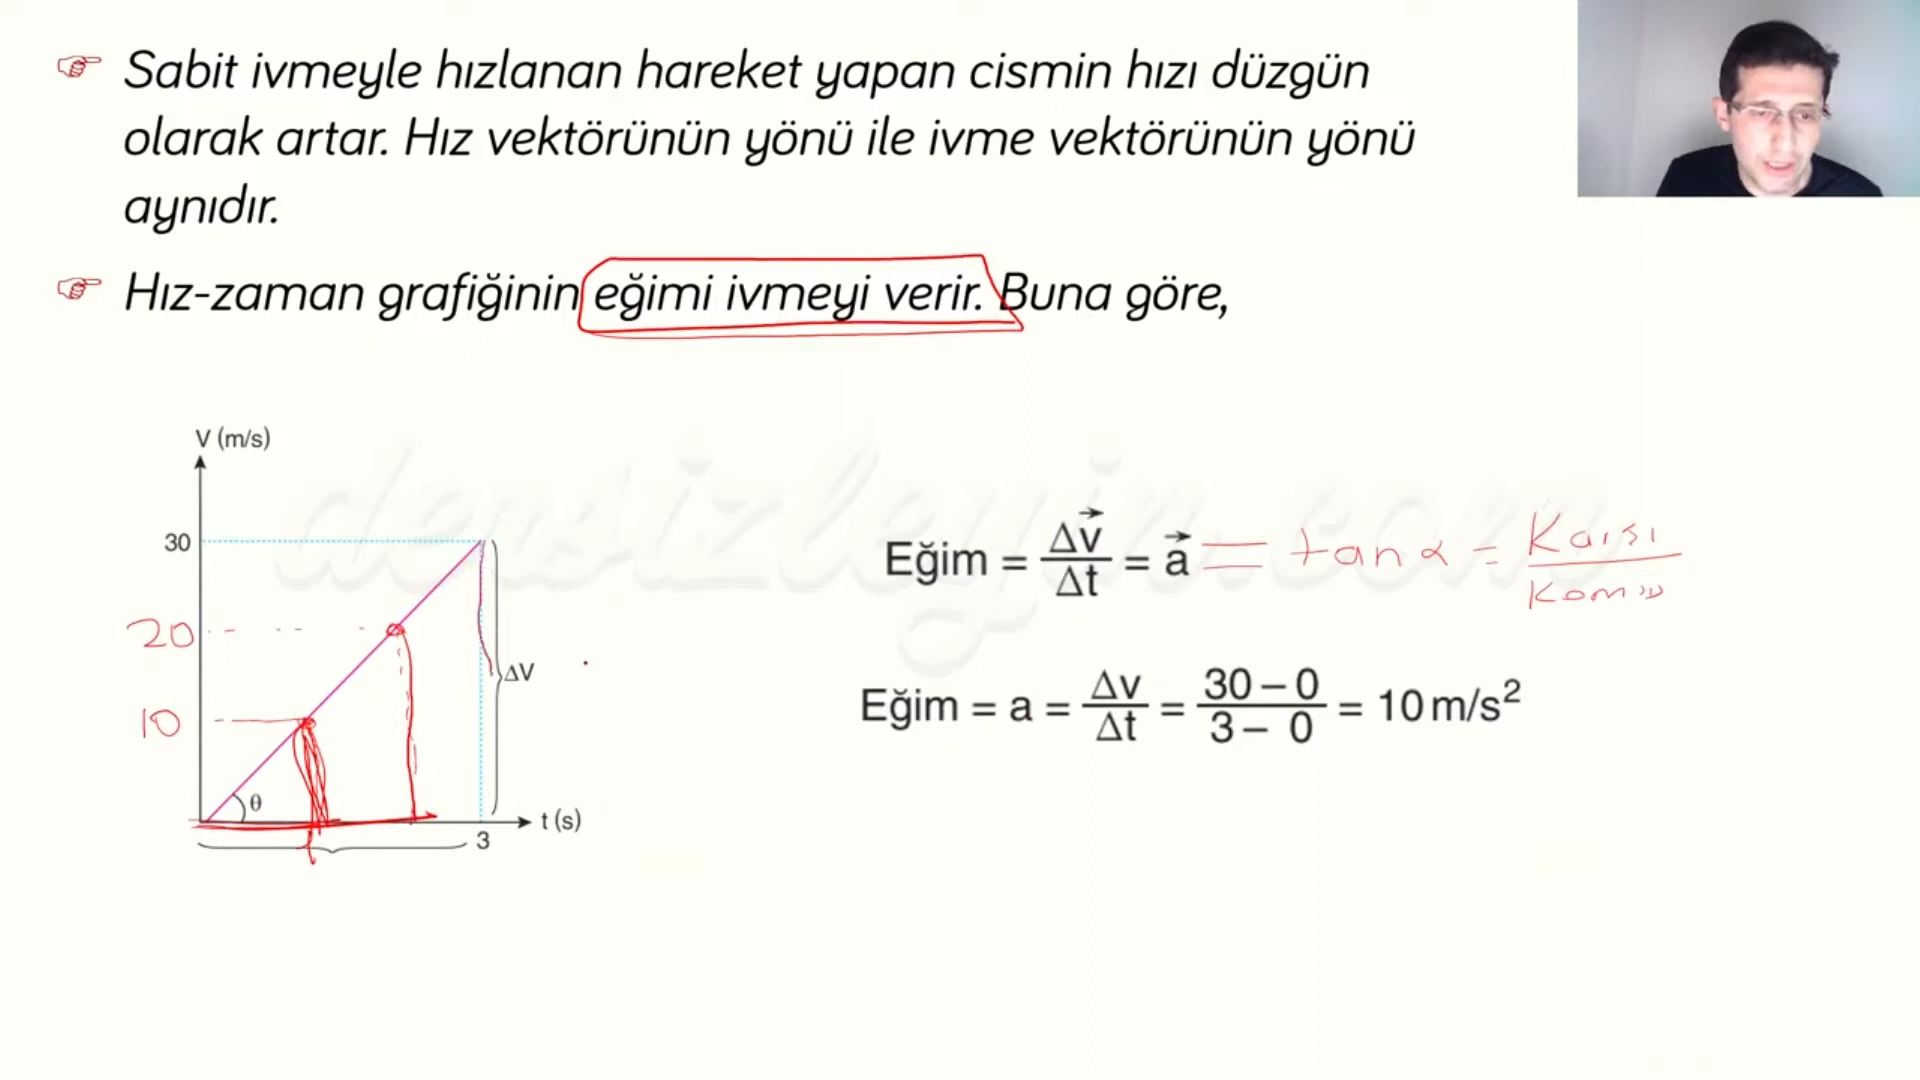 Sabit ivmeyle hızlanan hareket yapan cismin hızı düzgün
olarak artar. Hız vektörünün yönü ile ivme vektörünün yönü
aynıdır.
Hız-zaman grafiğinin eğimi ivmeyi verir. Buna göre,
V (m/s)
30
20
10
θ
ΔV
3
t (s)
dersizleyin.com
Eğim = Δv⃗/Δt = a⃗ = tan α = Karşı/Komşu
Eğim = a = Δv/Δt = 30 – 0/3 – 0 = 10 m/s²